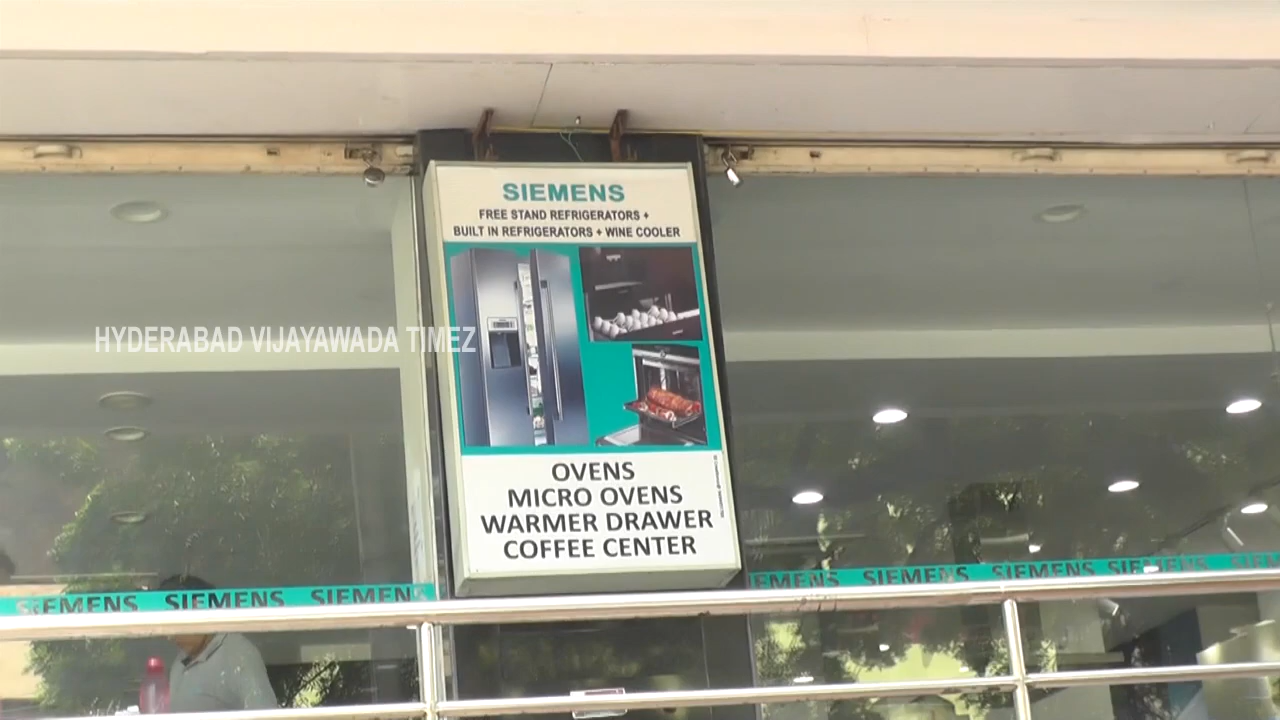 SIEMENS
FREE STAND REFRIGERATORS +
BUILT IN REFRIGERATORS + WINE COOLER
HYDERABAD VIJAYAWADA TIMEZ
OVENS
MICRO OVENS
WARMER DRAWER
COFFEE CENTER
SIEMENS SIEMENS SIEMENS
SIEMENS SIEMENS SIEMENS SIEMENS